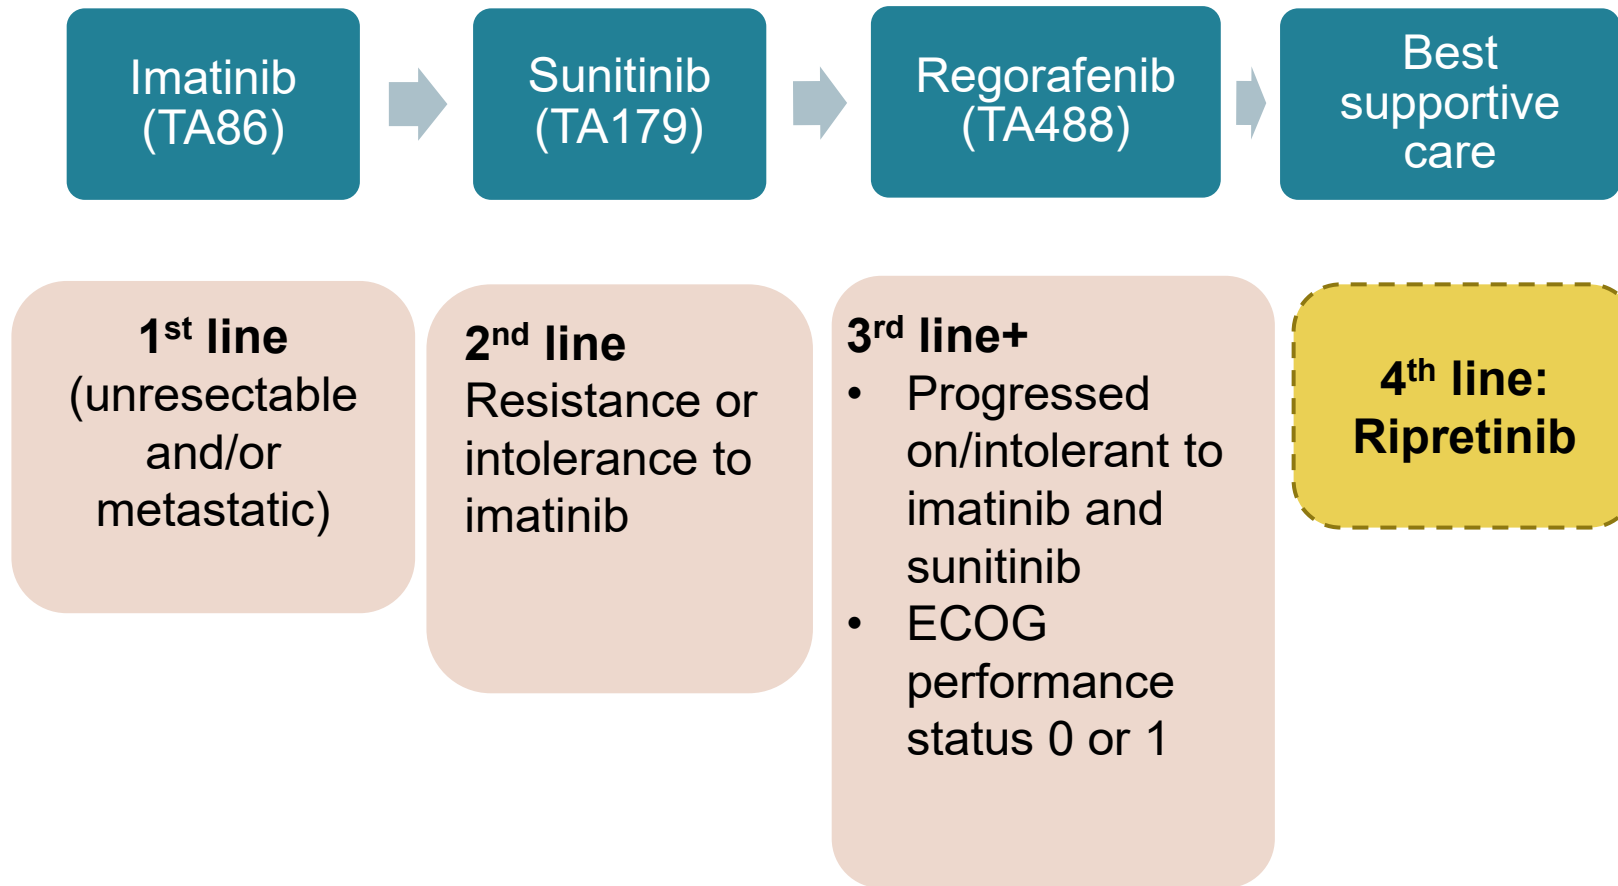 Imatinib
(TA86)
Sunitinib
(TA179)
Regorafenib
(TA488)
Best
supportive
care
1st line
(unresectable
and/or
metastatic)
2nd line
Resistance or
intolerance to
imatinib
3rd line+
• Progressed
on/intolerant to
imatinib and
sunitinib
• ECOG
performance
status 0 or 1
4th line:
Ripretinib